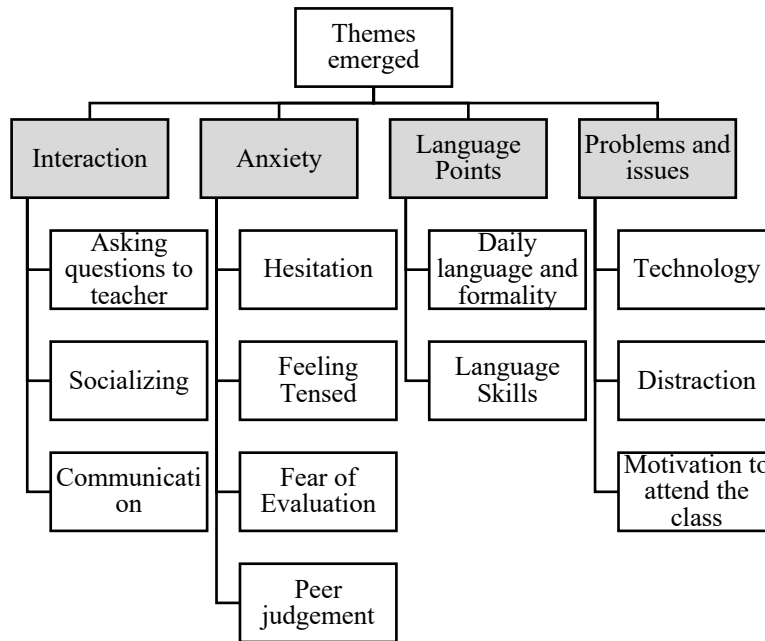 Themes
emerged
Interaction
Anxiety
Language
Points
Problems and
issues
Asking
questions to
teacher
Socializing
Communicati
on
Hesitation
Feeling
Tensed
Fear of
Evaluation
Peer
judgement
Daily
language and
formality
Language
Skills
Technology
Distraction
Motivation to
attend the
class